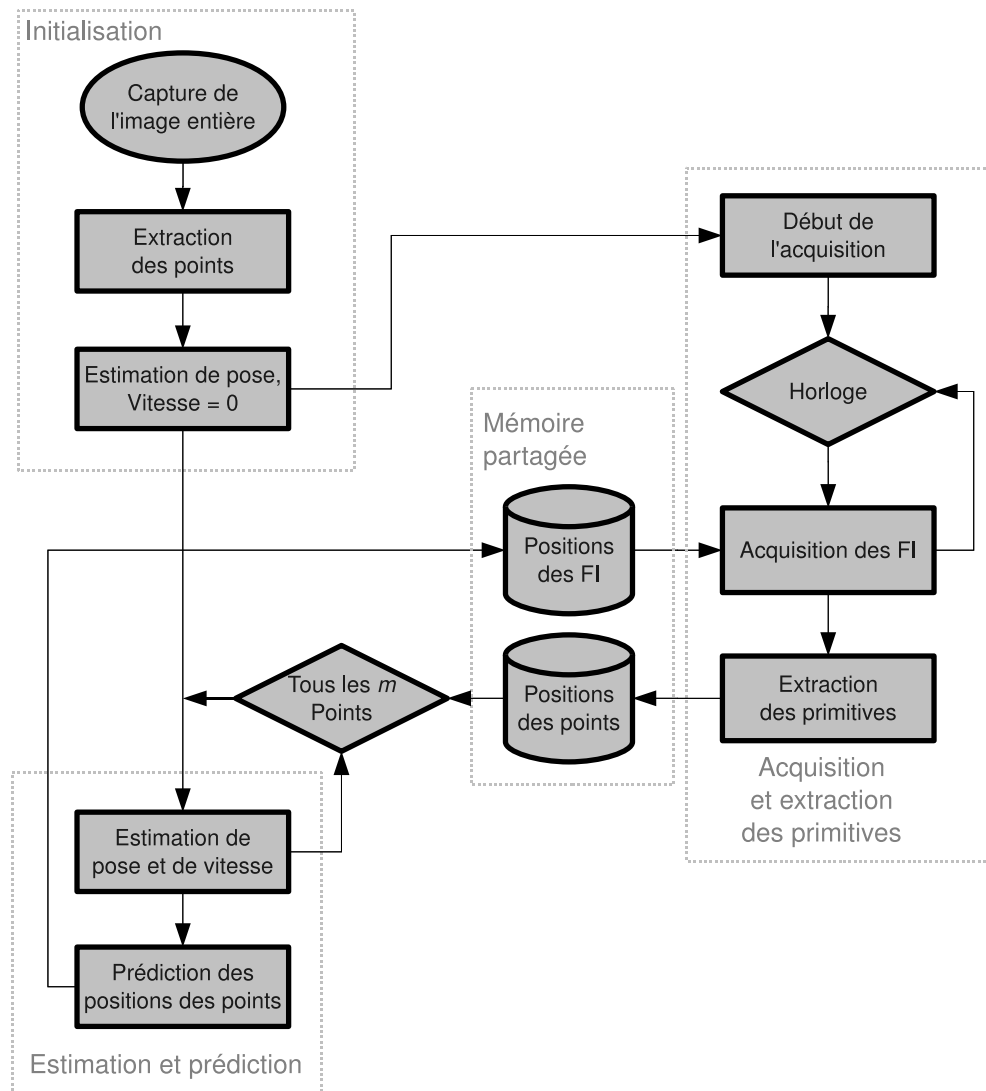 Initialisation
Capture de
l'image entière
Extraction
des points
Estimation de pose,
Vitesse = 0
Début de
l'acquisition
Horloge
Mémoire
partagée
Positions
des FI
Acquisition des FI
Tous les m
Points
Positions
des points
Extraction
des primitives
Acquisition
et extraction
des primitives
Estimation de
pose et de vitesse
Prédiction des
positions des points
Estimation et prédiction